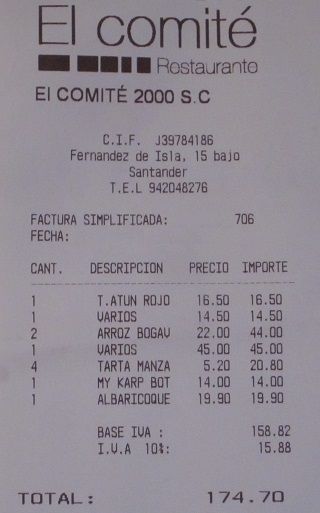 El comité
Restaurante
El COMITÉ 2000 S.C
C.I.F. J39784186
Fernandez de Isla, 15 bajo
Santander
T.E.L 942048276
FACTURA SIMPLIFICADA: 706
FECHA:
CANT. DESCRIPCION PRECIO IMPORTE
1 T.ATUN ROJO 16.50 16.50
1 VARIOS 14.50 14.50
2 ARROZ BOGAV 22.00 44.00
1 VARIOS 45.00 45.00
4 TARTA MANZA 5.20 20.80
1 MY KARP BOT 14.00 14.00
1 ALBARICOQUE 19.90 19.90
BASE IVA : 158.82
I.V.A 10%: 15.88
TOTAL: 174.70